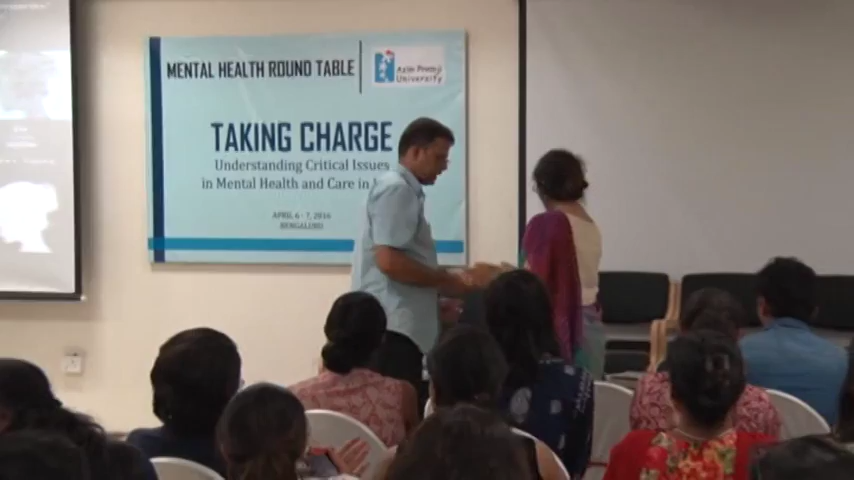 MENTAL HEALTH ROUND TABLE
Azim Premji
University
TAKING CHARGE
Understanding Critical Issues
in Mental Health and Care in
APRIL 6 - 7, 2016
BENGALURU